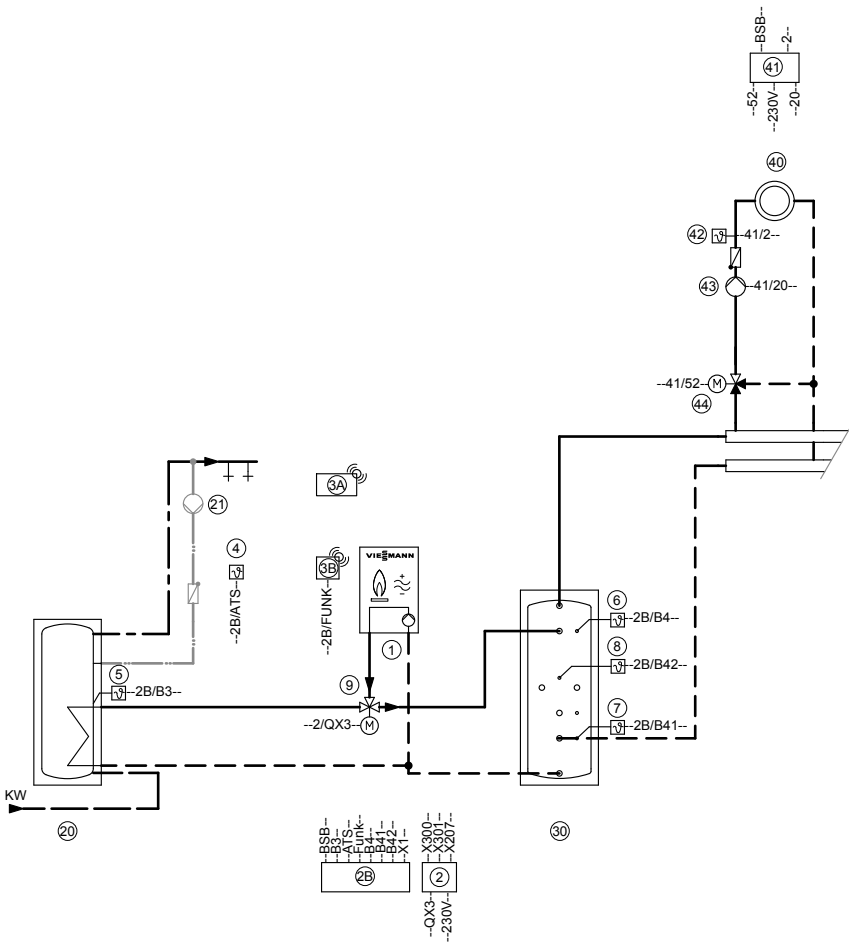 --BSB--
2--
41
--52--
--230V--
--20--
40
42
--41/2--
43
--41/20--
--41/52--
M
44
21
3A
4
--2B/ATS--
3B
--2B/FUNK--
VIESMANN
1
5
--2B/B3--
9
--2/QX3--
M
6
--2B/B4--
8
--2B/B42--
7
--2B/B41--
KW
20
30
--BSB--
--B3--
--ATS--
--Funk--
--B4--
--B41--
--B42--
--X1--
2B
--X300--
--X301--
--X207--
2
--QX3--
--230V--